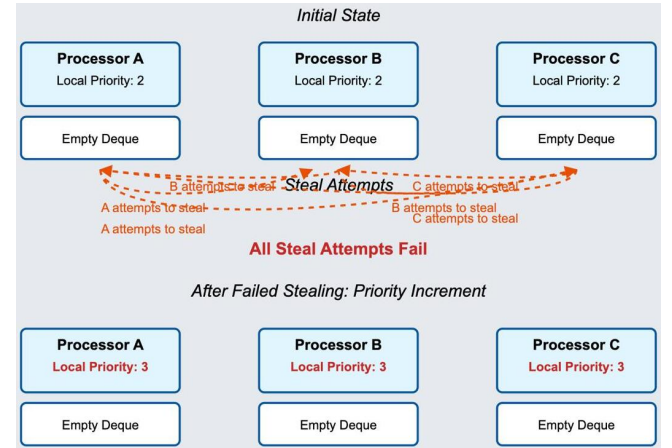 Initial State
Processor A
Local Priority: 2
Processor B
Local Priority: 2
Processor C
Local Priority: 2
Empty Deque
Empty Deque
Empty Deque
B attempts to steal
Steal Attempts
C attempts to steal
A attempts to steal
B attempts to steal
C attempts to steal
A attempts to steal
All Steal Attempts Fail
After Failed Stealing: Priority Increment
Processor A
Local Priority: 3
Processor B
Local Priority: 3
Processor C
Local Priority: 3
Empty Deque
Empty Deque
Empty Deque